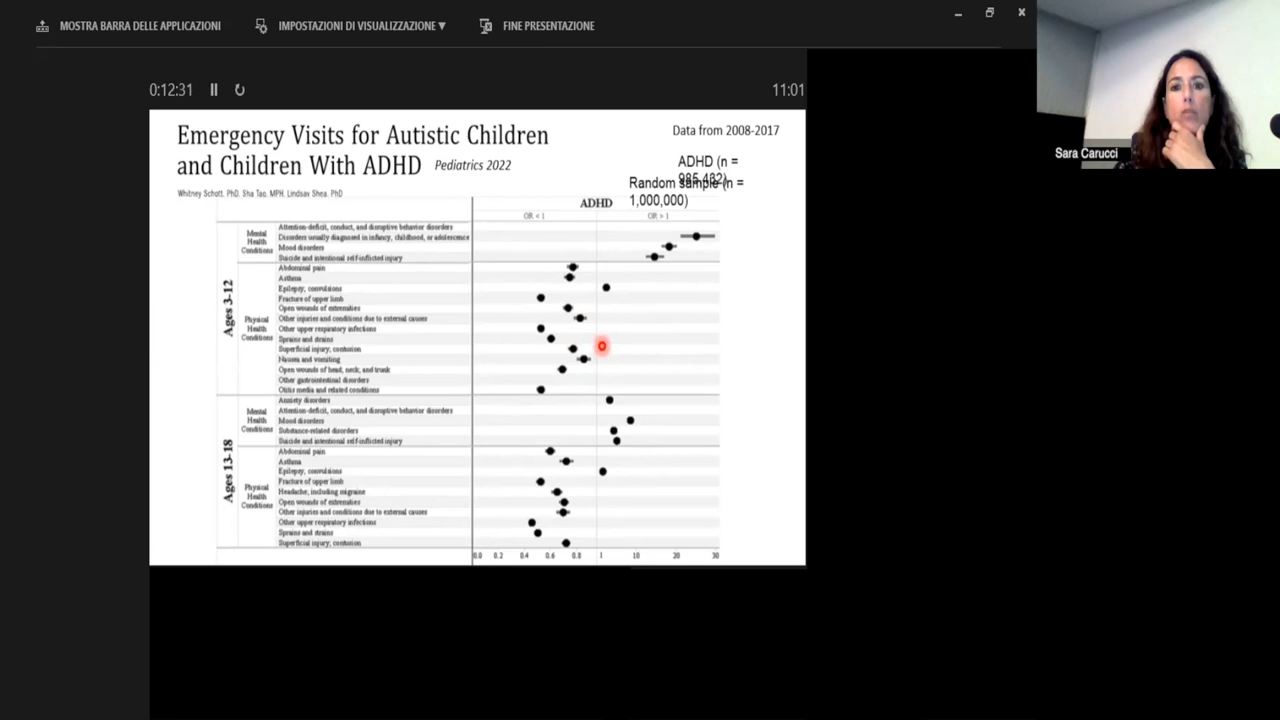 MOSTRA BARRA DELLE APPLICAZIONI
IMPOSTAZIONI DI VISUALIZZAZIONE ▼
FINE PRESENTAZIONE
Sara Carucci
0:12:31
11:01
Emergency Visits for Autistic Children
and Children With ADHD Pediatrics 2022
Data from 2008-2017
ADHD (n =
985,432)
Random sample (n =
1,000,000)
Whitney Schott, PhD, Sha Tao, MPH, Lindsay Shea, PhD
ADHD
OR < 1
OR > 1
Ages 3-12
Mental
Health
Conditions
Attention-deficit, conduct, and disruptive behavior disorders
Disorders usually diagnosed in infancy, childhood, or adolescence
Mood disorders
Suicide and intentional self-inflicted injury
Physical
Health
Conditions
Abdominal pain
Asthma
Epilepsy, convulsions
Fracture of upper limb
Open wounds of extremities
Other injuries and conditions due to external causes
Other upper respiratory infections
Sprains and strains
Superficial injury, contusion
Nausea and vomiting
Open wounds of head, neck, and trunk
Other gastrointestinal disorders
Otitis media and related conditions
Ages 13-18
Mental
Health
Conditions
Anxiety disorders
Attention-deficit, conduct, and disruptive behavior disorders
Mood disorders
Substance-related disorders
Suicide and intentional self-inflicted injury
Physical
Health
Conditions
Abdominal pain
Asthma
Epilepsy, convulsions
Fracture of upper limb
Headache, including migraine
Open wounds of extremities
Other injuries and conditions due to external causes
Other upper respiratory infections
Sprains and strains
Superficial injury, contusion
0.0 0.2 0.4 0.6 0.8 1 10 20 30